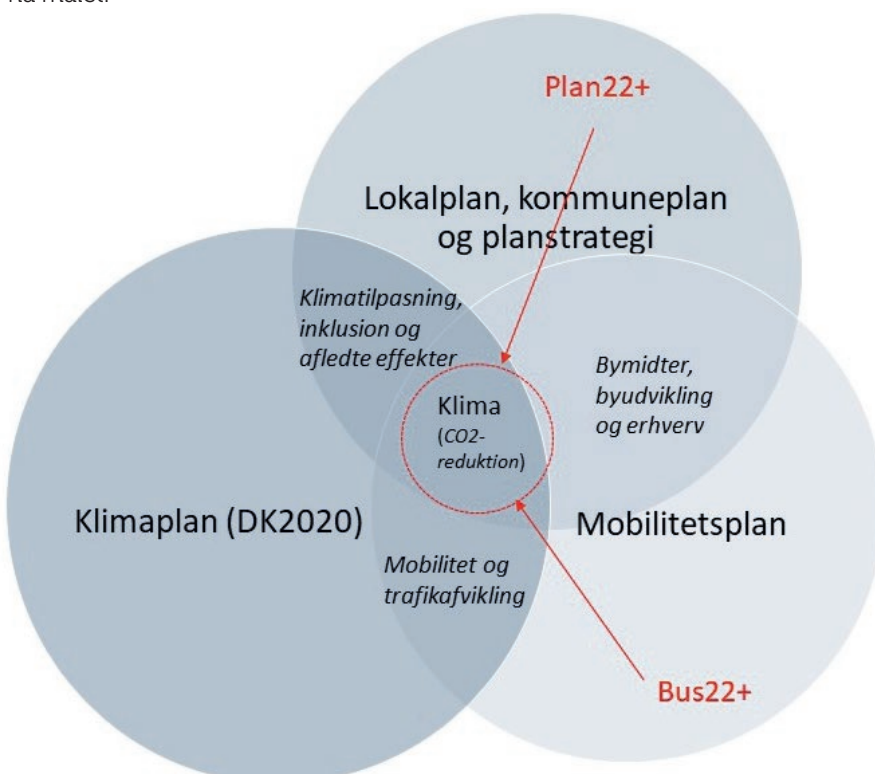 Plan22+
Lokalplan, kommuneplan
og planstrategi
Klimatilpasning,
inklusion og
afledte effekter
Bymidter,
byudvikling
og erhverv
Klima
(CO2-
reduktion)
Klimaplan (DK2020)
Mobilitetsplan
Mobilitet og
trafikafvikling
Bus22+